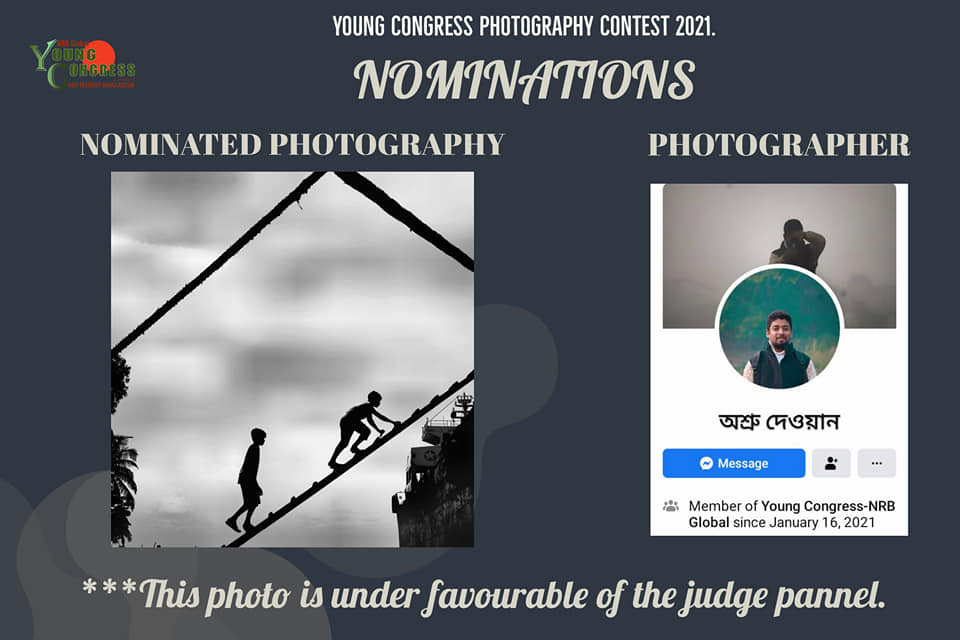 YOUNG CONGRESS PHOTOGRAPHY CONTEST 2021.
NOMINATIONS
YOUNG
CONGRESS
NOMINATED PHOTOGRAPHY
PHOTOGRAPHER
অশ্রু দেওয়ান
Message
Member of Young Congress-NRB
Global since January 16, 2021
***This photo is under favourable of the judge pannel.